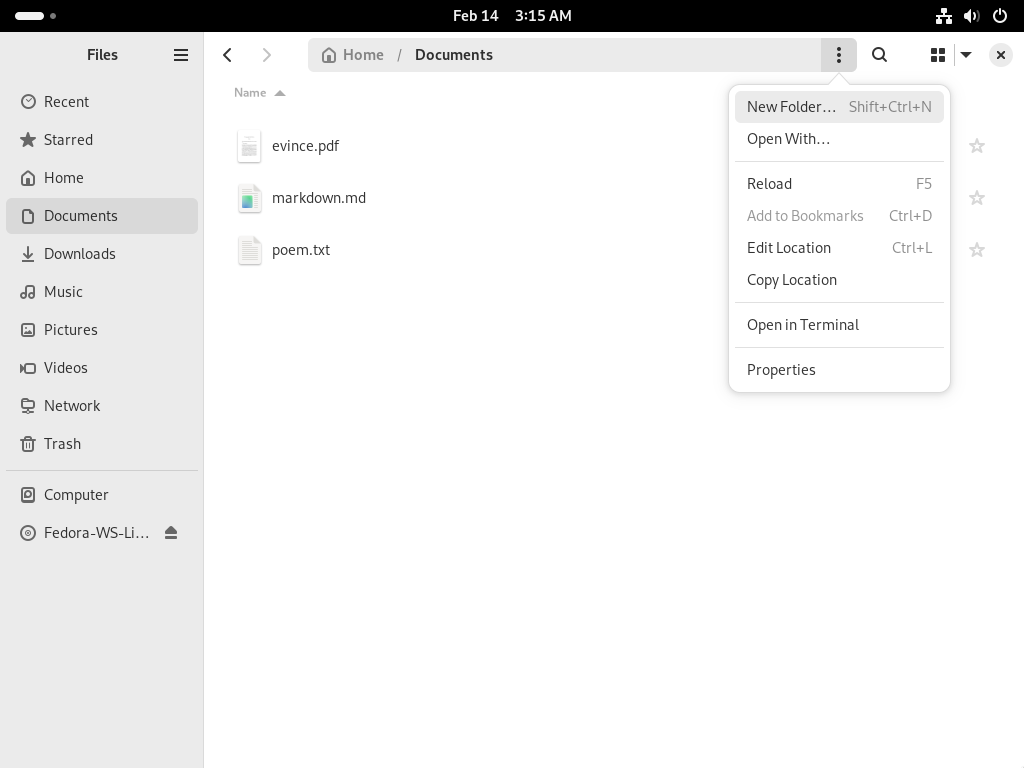 Feb 14 3:15 AM
Files
Home / Documents
Recent
Starred
Home
Documents
Downloads
Music
Pictures
Videos
Network
Trash
Computer
Fedora-WS-Li…
Name
evince.pdf
markdown.md
poem.txt
New Folder… Shift+Ctrl+N
Open With…
Reload F5
Add to Bookmarks Ctrl+D
Edit Location Ctrl+L
Copy Location
Open in Terminal
Properties